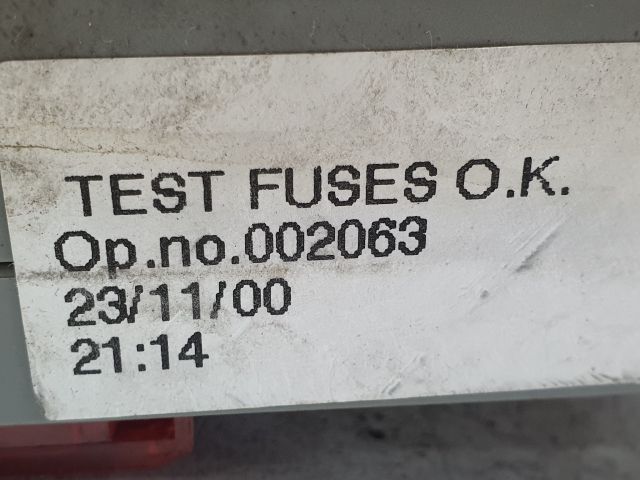 TEST FUSES O.K.
Op.no.002063
23/11/00
21:14